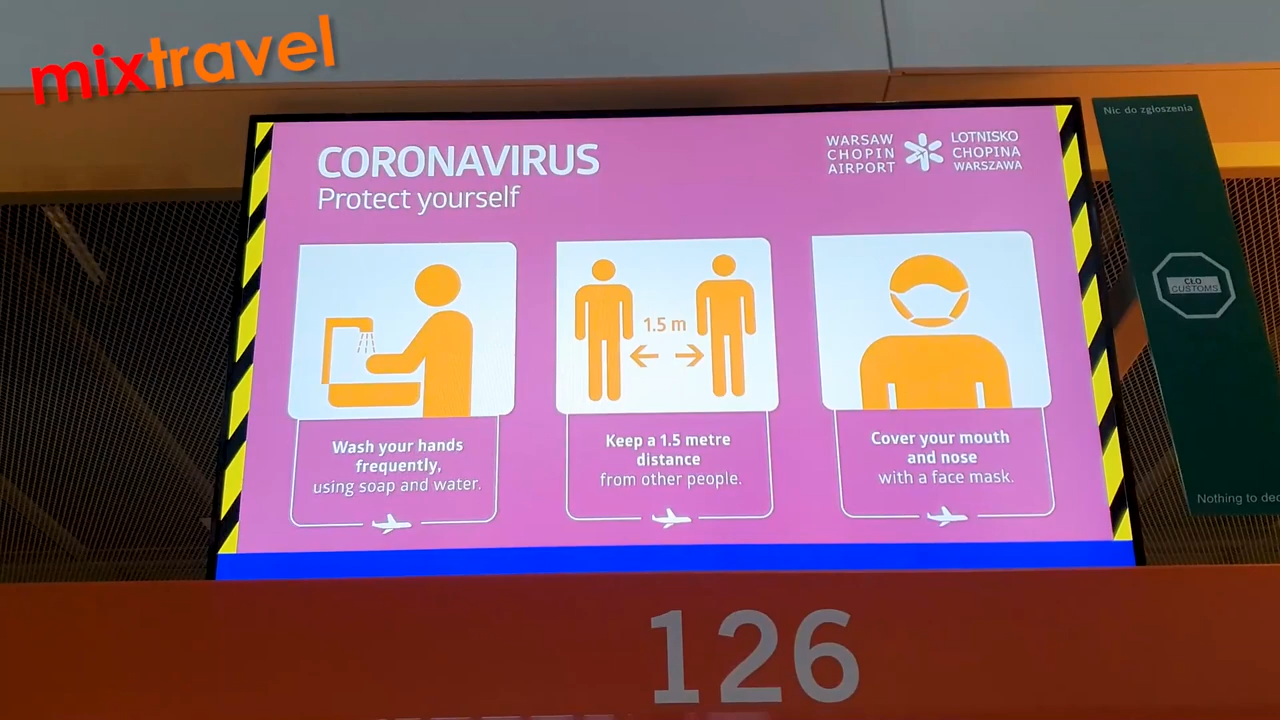 mixtravel
CORONAVIRUS
Protect yourself
WARSAW
CHOPIN
AIRPORT
LOTNISKO
CHOPINA
WARSZAWA
Nic do zgłoszenia
CŁO
CUSTOMS
1.5 m
Wash your hands
frequently,
using soap and water.
Keep a 1.5 metre
distance
from other people.
Cover your mouth
and nose
with a face mask.
Nothing to dec
126